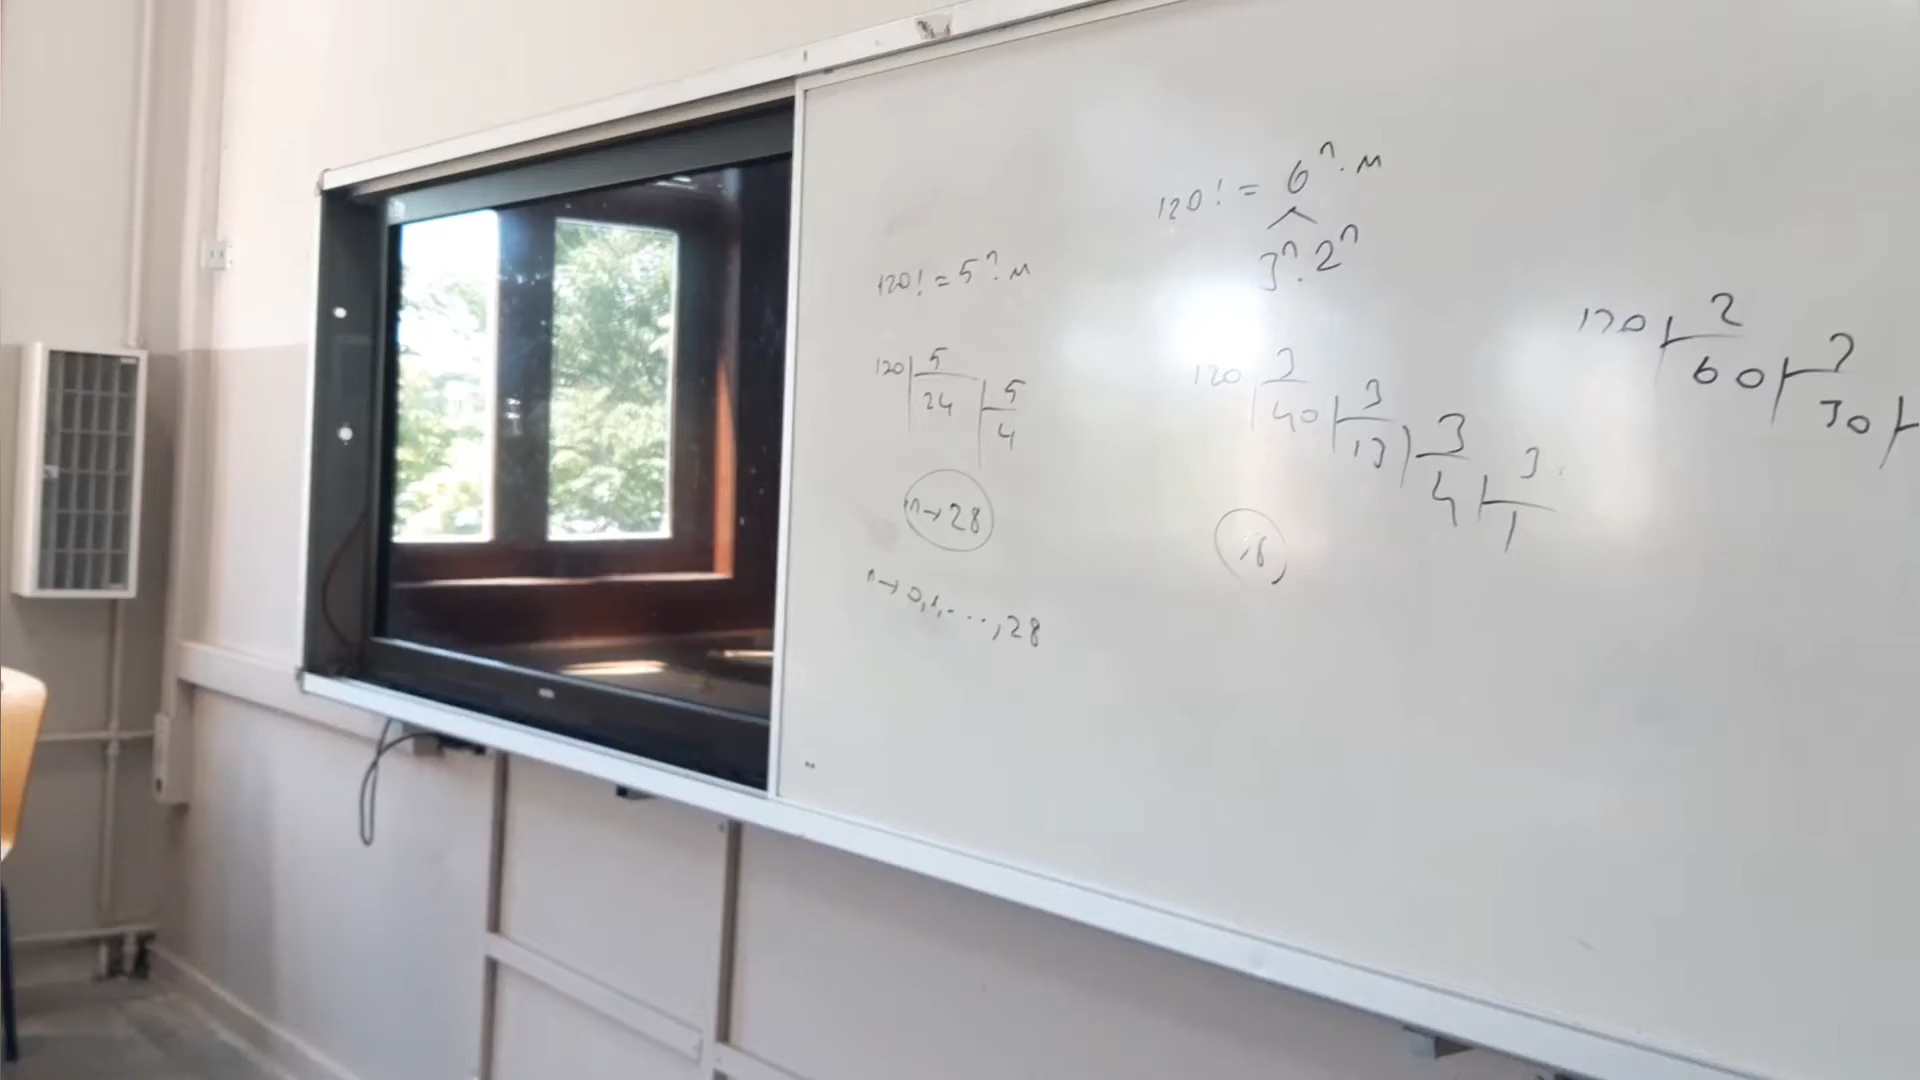 120! = 5ⁿ. m
120 5
24 5
4
n→28
n→ 0,1,...,28
120! = 6ⁿ. m
3ⁿ. 2ⁿ
120 3
40 3
13 3
4 3
1
120 2
60 2
30